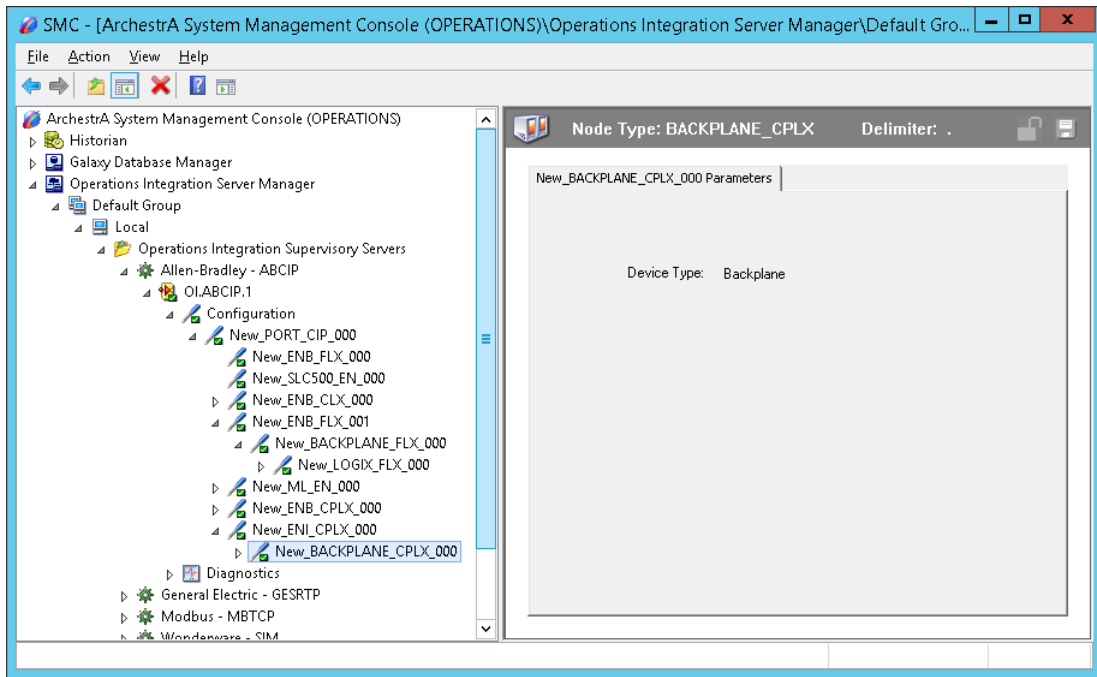 SMC - [ArchestrA System Management Console (OPERATIONS)\Operations Integration Server Manager\Default Gro...
File Action View Help
ArchestrA System Management Console (OPERATIONS)
Historian
Galaxy Database Manager
Operations Integration Server Manager
Default Group
Local
Operations Integration Supervisory Servers
Allen-Bradley - ABCIP
OI.ABCIP.1
Configuration
New_PORT_CIP_000
New_ENB_FLX_000
New_SLC500_EN_000
New_ENB_CLX_000
New_ENB_FLX_001
New_BACKPLANE_FLX_000
New_LOGIX_FLX_000
New_ML_EN_000
New_ENB_CPLX_000
New_ENI_CPLX_000
New_BACKPLANE_CPLX_000
Diagnostics
General Electric - GESRTP
Modbus - MBTCP
Wonderware - SIM
Node Type: BACKPLANE_CPLX Delimiter: .
New_BACKPLANE_CPLX_000 Parameters
Device Type: Backplane